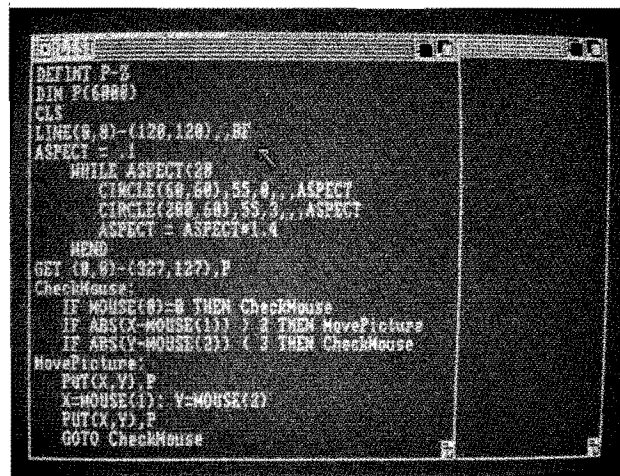 LIST
DEFINT P-Z
DIM P(6000)
CLS
LINE(0,0)-(120,120),,BF
ASPECT = .1
WHILE ASPECT<20
CIRCLE(60,60),55,0,,,ASPECT
CIRCLE(200,60),55,3,,,ASPECT
ASPECT = ASPECT*1.4
WEND
GET (0,0)-(327,127),P
CheckMouse:
IF MOUSE(0)=0 THEN CheckMouse
IF ABS(X-MOUSE(1)) > 2 THEN MovePicture
IF ABS(Y-MOUSE(2)) < 3 THEN CheckMouse
MovePicture:
PUT(X,Y),P
X=MOUSE(1): Y=MOUSE(2)
PUT(X,Y),P
GOTO CheckMouse